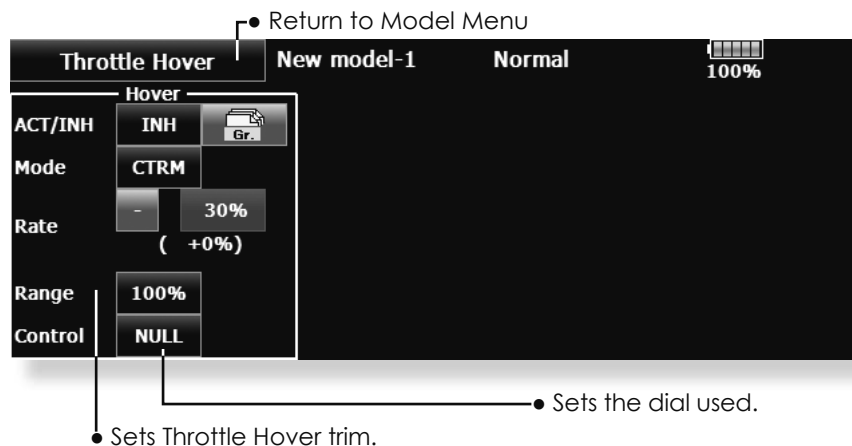 ● Return to Model Menu
Throttle Hover New model-1 Normal 100%
Hover
ACT/INH INH Gr.
Mode CTRM
Rate - 30%
( +0%)
Range 100%
Control NULL
● Sets the dial used.
● Sets Throttle Hover trim.